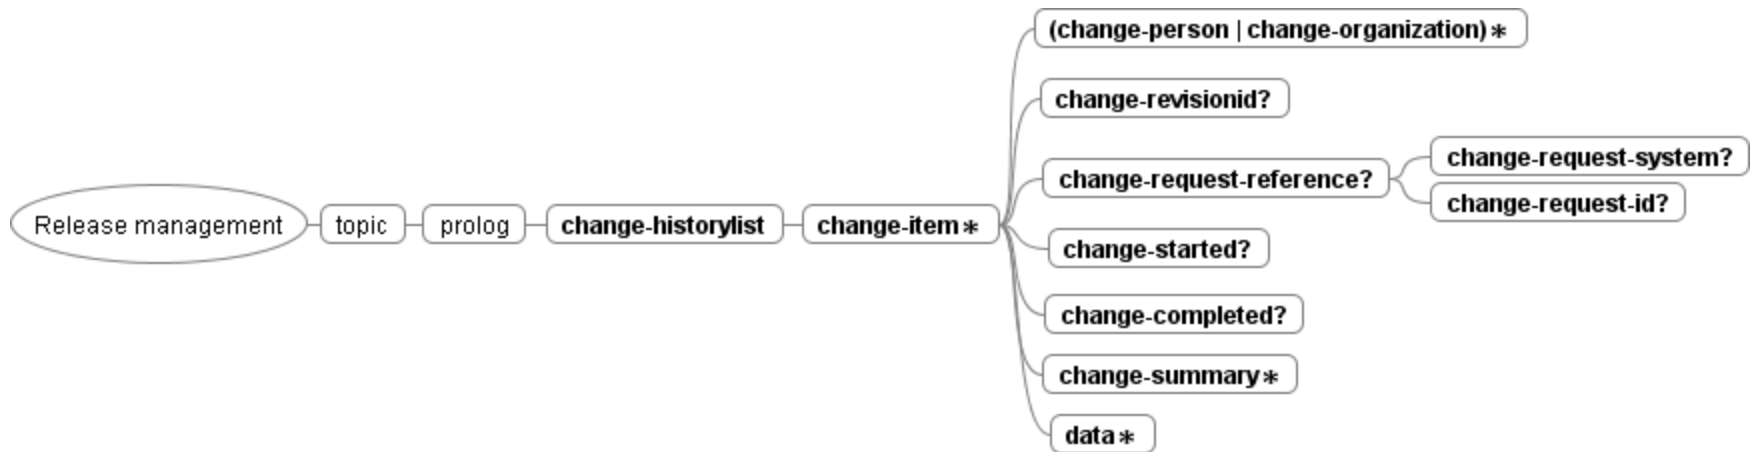 Release management
topic
prolog
change-historylist
change-item*
(change-person | change-organization)*
change-revisionid?
change-request-reference?
change-request-system?
change-request-id?
change-started?
change-completed?
change-summary*
data*